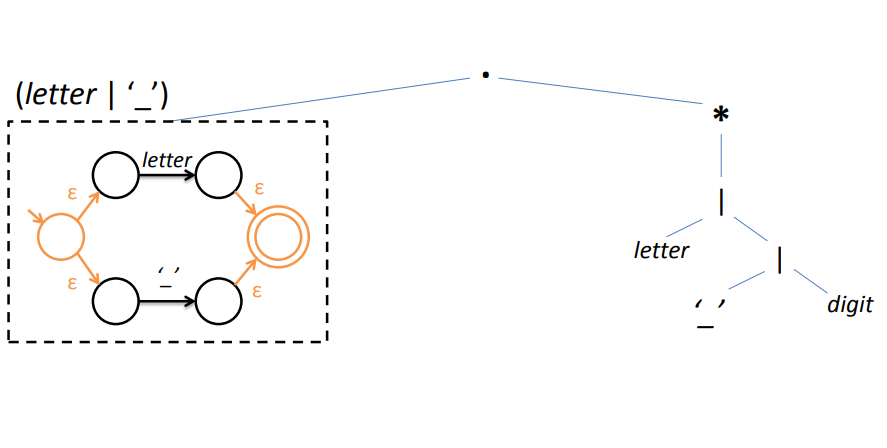 .
(letter | ‘_’)
*
letter
ε
ε
|
letter
|
‘_’
ε
ε
‘_’
digit